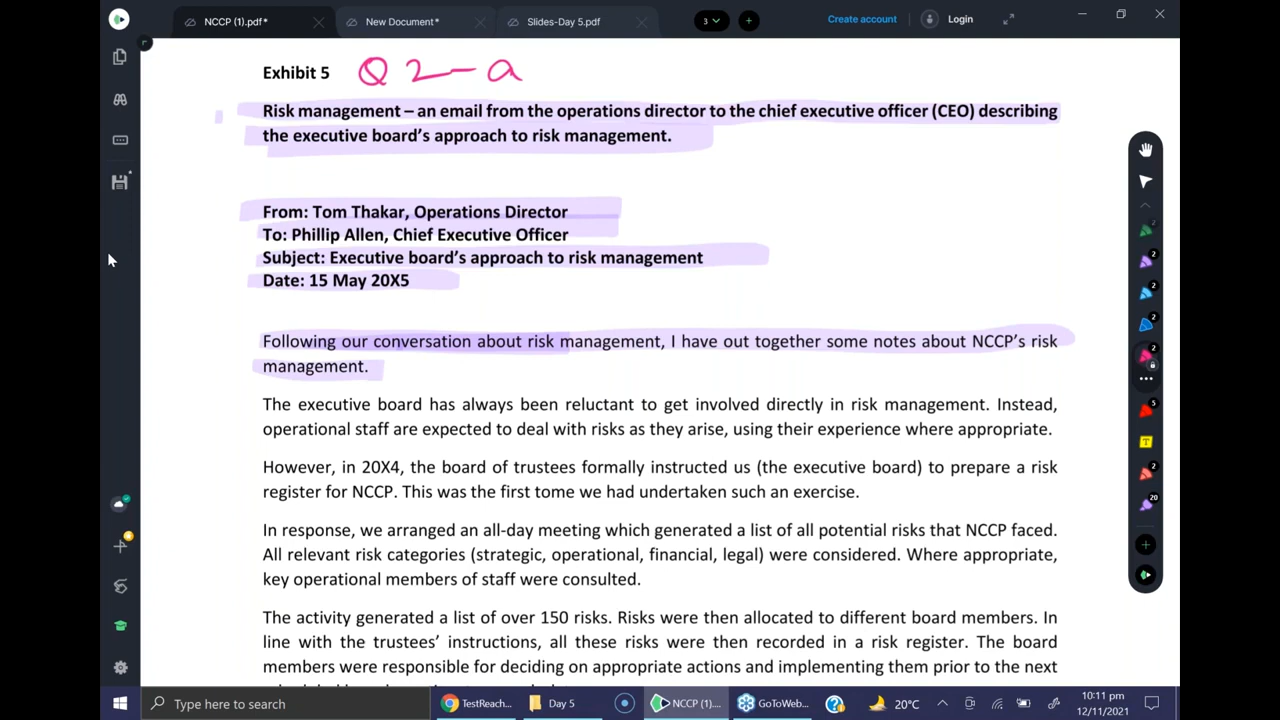 NCCP (1).pdf*
New Document*
Slides-Day 5.pdf
3
Create account
Login
Exhibit 5 Q 2-a
Risk management – an email from the operations director to the chief executive officer (CEO) describing
the executive board's approach to risk management.
From: Tom Thakar, Operations Director
To: Phillip Allen, Chief Executive Officer
Subject: Executive board's approach to risk management
Date: 15 May 20X5
Following our conversation about risk management, I have out together some notes about NCCP's risk
management.
The executive board has always been reluctant to get involved directly in risk management. Instead,
operational staff are expected to deal with risks as they arise, using their experience where appropriate.
However, in 20X4, the board of trustees formally instructed us (the executive board) to prepare a risk
register for NCCP. This was the first tome we had undertaken such an exercise.
In response, we arranged an all-day meeting which generated a list of all potential risks that NCCP faced.
All relevant risk categories (strategic, operational, financial, legal) were considered. Where appropriate,
key operational members of staff were consulted.
The activity generated a list of over 150 risks. Risks were then allocated to different board members. In
line with the trustees' instructions, all these risks were then recorded in a risk register. The board
members were responsible for deciding on appropriate actions and implementing them prior to the next
2
2
2
2
2
5
T
2
20
Type here to search
TestReach...
Day 5
NCCP (1)....
GoToWeb...
20°C
10:11 pm
12/11/2021